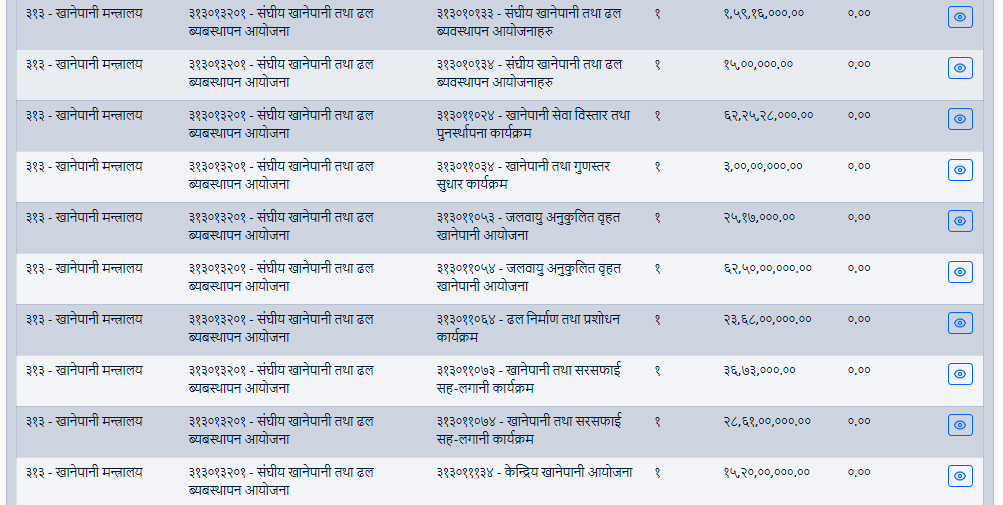 ३१३ - खानेपानी मन्त्रालय ३१३०१३२०१ - संघीय खानेपानी तथा ढल ३१३०१०१३३ - संघीय खानेपानी तथा ढल १ १,५९,१६,०००.०० ०.००
ब्यबस्थापन आयोजना ब्यवस्थापन आयोजनाहरु
३१३ - खानेपानी मन्त्रालय ३१३०१३२०१ - संघीय खानेपानी तथा ढल ३१३०१०१३४ - संघीय खानेपानी तथा ढल १ १५,००,०००.०० ०.००
ब्यबस्थापन आयोजना ब्यवस्थापन आयोजनाहरु
३१३ - खानेपानी मन्त्रालय ३१३०१३२०१ - संघीय खानेपानी तथा ढल ३१३०११०२४ - खानेपानी सेवा विस्तार तथा १ ६२,२५,२८,०००.०० ०.००
ब्यबस्थापन आयोजना पुनर्स्थापना कार्यक्रम
३१३ - खानेपानी मन्त्रालय ३१३०१३२०१ - संघीय खानेपानी तथा ढल ३१३०११०३४ - खानेपानी तथा गुणस्तर १ ३,००,००,०००.०० ०.००
ब्यबस्थापन आयोजना सुधार कार्यक्रम
३१३ - खानेपानी मन्त्रालय ३१३०१३२०१ - संघीय खानेपानी तथा ढल ३१३०११०५३ - जलवायु अनुकुलित वृहत १ २५,१७,०००.०० ०.००
ब्यबस्थापन आयोजना खानेपानी आयोजना
३१३ - खानेपानी मन्त्रालय ३१३०१३२०१ - संघीय खानेपानी तथा ढल ३१३०११०५४ - जलवायु अनुकुलित वृहत १ ६२,५०,००,०००.०० ०.००
ब्यबस्थापन आयोजना खानेपानी आयोजना
३१३ - खानेपानी मन्त्रालय ३१३०१३२०१ - संघीय खानेपानी तथा ढल ३१३०११०६४ - ढल निर्माण तथा प्रशोधन १ २३,६८,००,०००.०० ०.००
ब्यबस्थापन आयोजना कार्यक्रम
३१३ - खानेपानी मन्त्रालय ३१३०१३२०१ - संघीय खानेपानी तथा ढल ३१३०११०७३ - खानेपानी तथा सरसफाई १ ३६,७३,०००.०० ०.००
ब्यबस्थापन आयोजना सह-लगानी कार्यक्रम
३१३ - खानेपानी मन्त्रालय ३१३०१३२०१ - संघीय खानेपानी तथा ढल ३१३०११०७४ - खानेपानी तथा सरसफाई १ २८,६१,००,०००.०० ०.००
ब्यबस्थापन आयोजना सह-लगानी कार्यक्रम
३१३ - खानेपानी मन्त्रालय ३१३०१३२०१ - संघीय खानेपानी तथा ढल ३१३०१११३४ - केन्द्रिय खानेपानी आयोजना १ १५,२०,००,०००.०० ०.००
ब्यबस्थापन आयोजना